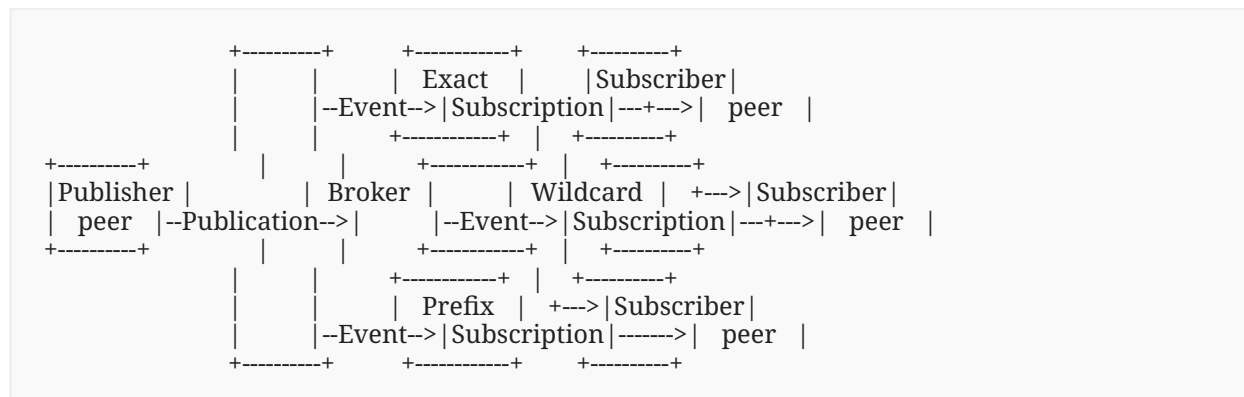 +----------+ +------------+ +----------+
| | | Exact | |Subscriber|
| |--Event-->|Subscription|---+--->| peer |
| | +------------+ | +----------+
+----------+ | | +------------+ | +----------+
|Publisher | | Broker | | Wildcard | +--->|Subscriber|
| peer |--Publication-->| |--Event-->|Subscription|---+--->| peer |
+----------+ | | +------------+ | +----------+
| | +------------+ | +----------+
| | | Prefix | +--->|Subscriber|
| |--Event-->|Subscription|------->| peer |
+----------+ +------------+ +----------+